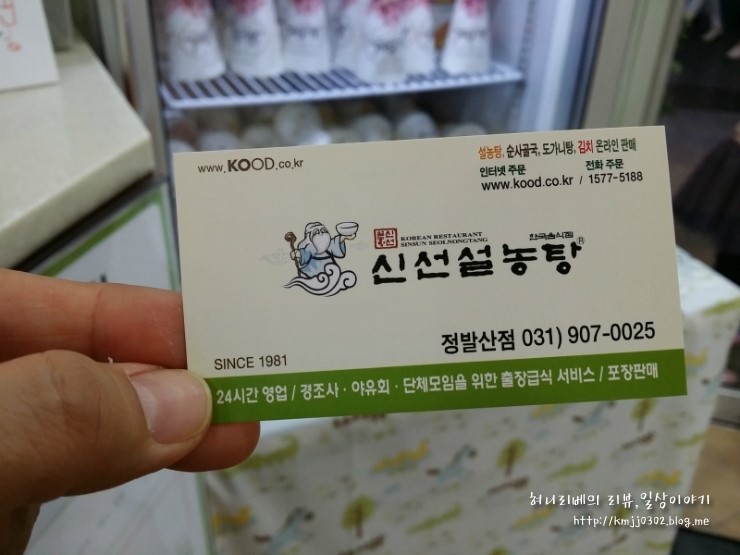 www.KOOD.co.kr
설농탕, 순사골국, 도가니탕, 김치 온라인 판매
인터넷 주문 전화 주문
www.kood.co.kr / 1577-5188
KOREAN RESTAURANT 한국음식점
SINSUN SEOLNONGTANG
신선설농탕®
정발산점 031) 907-0025
SINCE 1981
24시간 영업 / 경조사 · 야유회 · 단체모임을 위한 출장급식 서비스 / 포장판매
허니리베의 리뷰,일상이야기
http://kmjj0302.blog.me